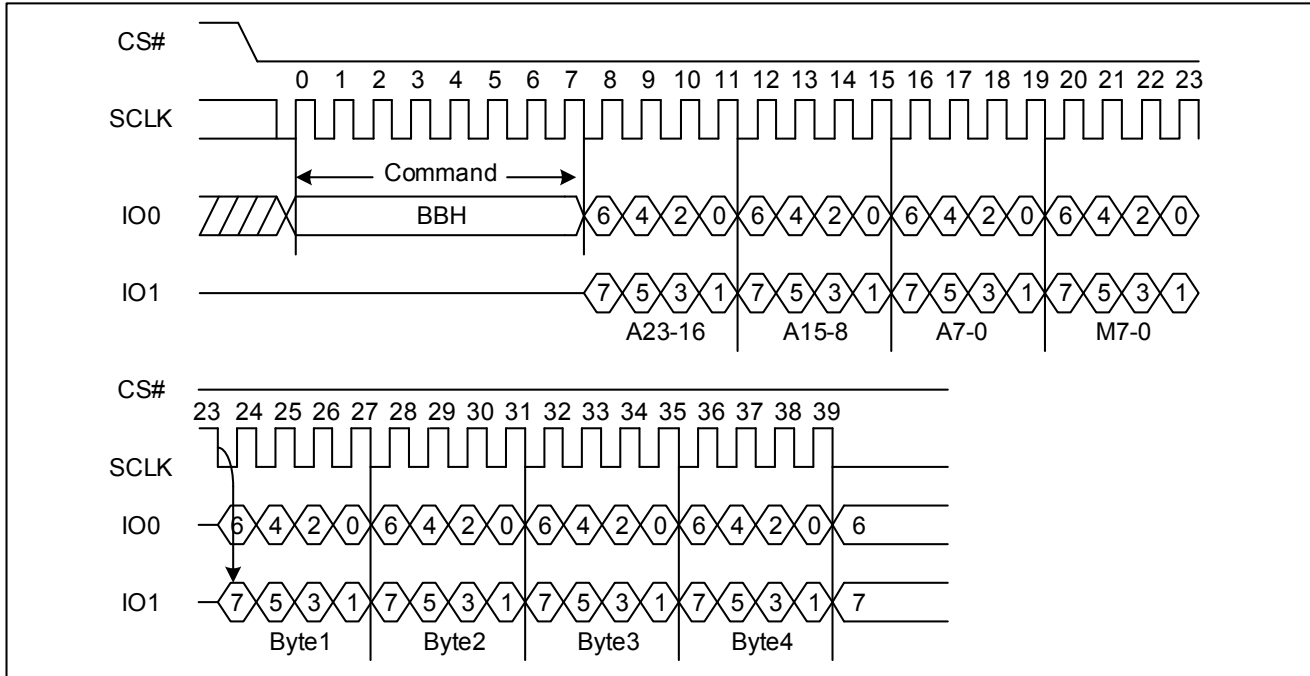 CS#
0 1 2 3 4 5 6 7 8 9 10 11 12 13 14 15 16 17 18 19 20 21 22 23
SCLK
Command
IO0 BBH 6 4 2 0 6 4 2 0 6 4 2 0 6 4 2 0
IO1 7 5 3 1 7 5 3 1 7 5 3 1 7 5 3 1
A23-16 A15-8 A7-0 M7-0
CS#
23 24 25 26 27 28 29 30 31 32 33 34 35 36 37 38 39
SCLK
IO0 6 4 2 0 6 4 2 0 6 4 2 0 6 4 2 0 6
IO1 7 5 3 1 7 5 3 1 7 5 3 1 7 5 3 1 7
Byte1 Byte2 Byte3 Byte4